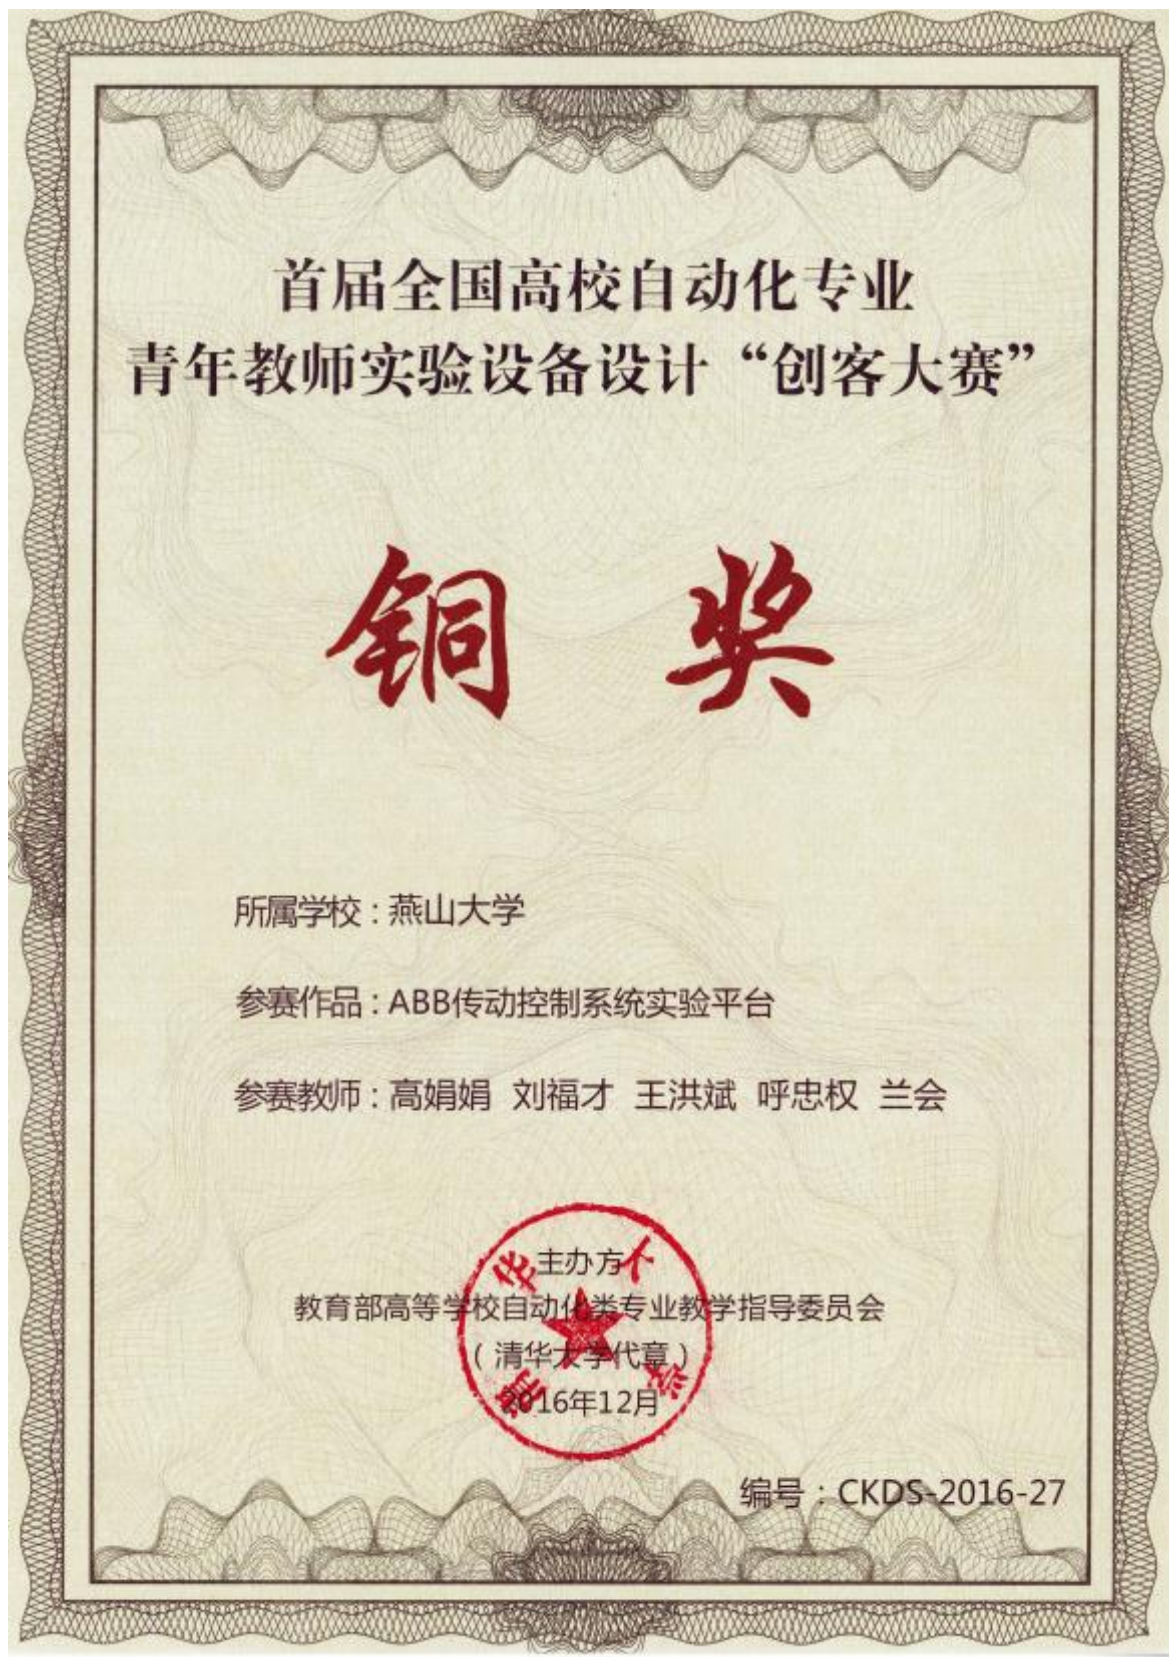 首届全国高校自动化专业
青年教师实验设备设计“创客大赛”
铜 奖
所属学校：燕山大学
参赛作品：ABB传动控制系统实验平台
参赛教师：高娟娟 刘福才 王洪斌 呼忠权 兰会
主办方
教育部高等学校自动化类专业教学指导委员会
（清华大学代章）
2016年12月
清华大学
编号：CKDS-2016-27